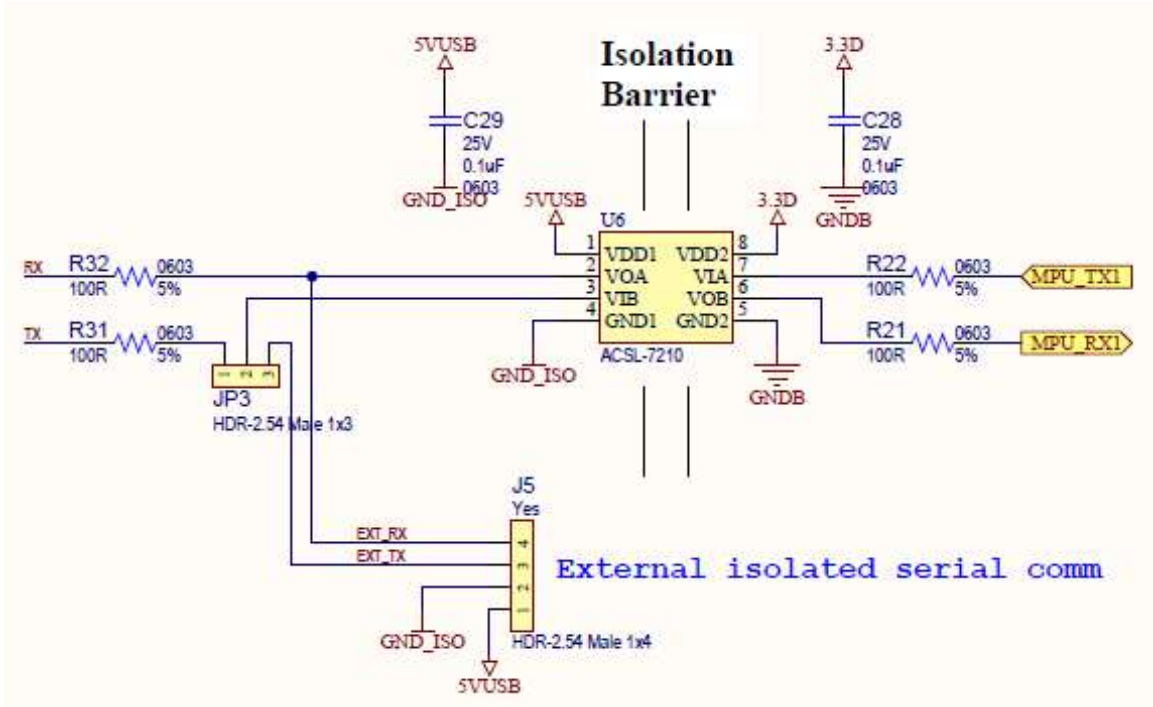 5VUSB
Isolation
Barrier
3.3D
C29
25V
0.1uF
0603
GND_ISO
C28
25V
0.1uF
0603
GNDB
5VUSB
3.3D
U6
1 VDD1 VDD2 8
2 VOA VIA 7
3 VIB VOB 6
4 GND1 GND2 5
ACSL-7210
GND_ISO
GNDB
RX R32 0603
100R 5%
TX R31 0603
100R 5%
1 2 3
JP3
HDR-2.54 Male 1x3
R22 0603 MPU_TX1
100R 5%
R21 0603 MPU_RX1
100R 5%
J5
Yes
EXT_RX 4
EXT_TX 3
2
1
External isolated serial comm
GND_ISO
HDR-2.54 Male 1x4
5VUSB